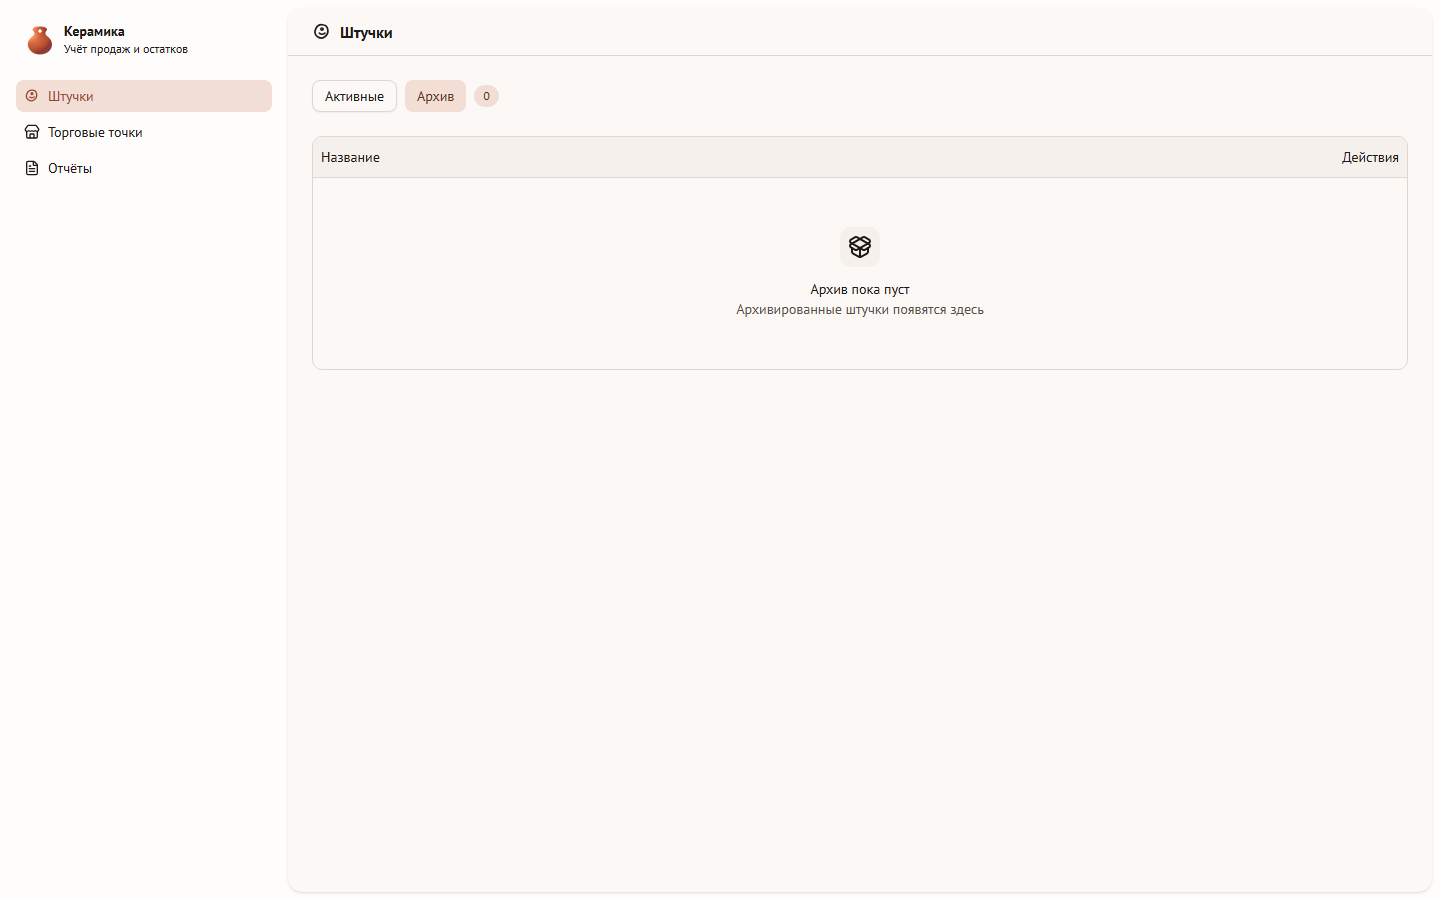 Керамика
Учёт продаж и остатков
Штучки
Торговые точки
Отчёты
Штучки
Активные
Архив
0
Название
Действия
Архив пока пуст
Архивированные штучки появятся здесь